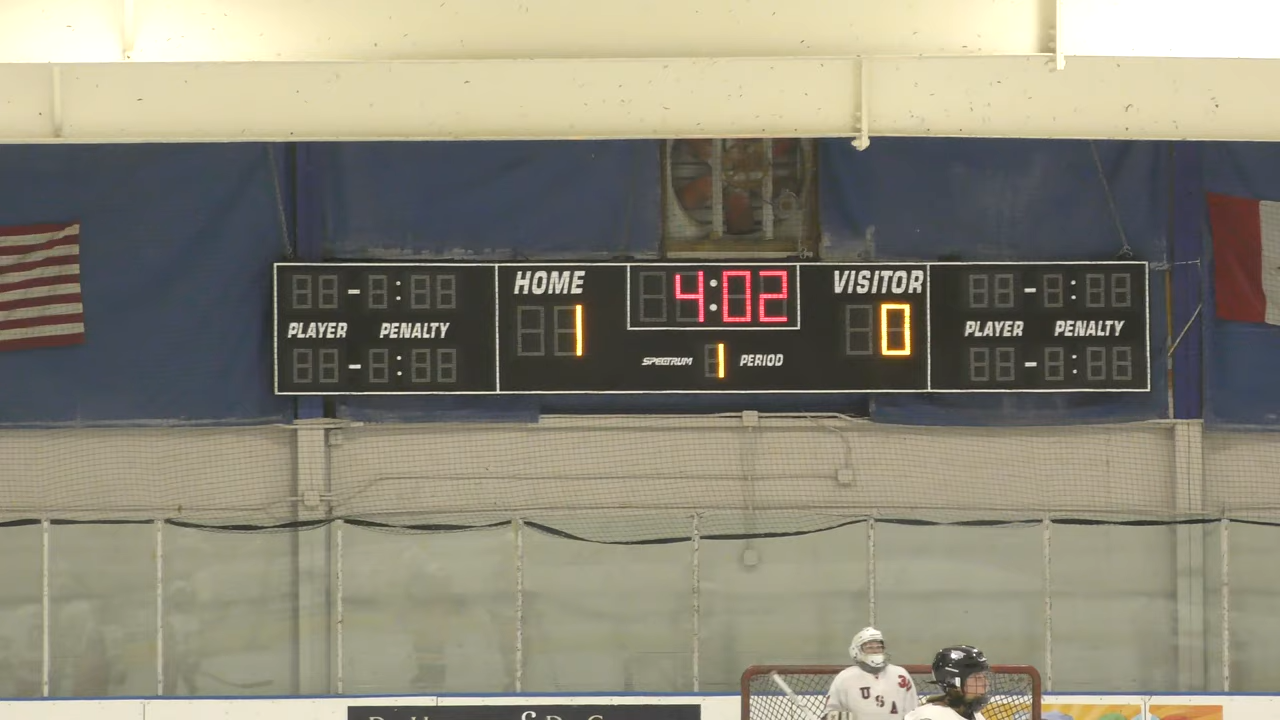 HOME 4:02 VISITOR
PLAYER PENALTY 1 0 PLAYER PENALTY
SPECTRUM 1 PERIOD
USA